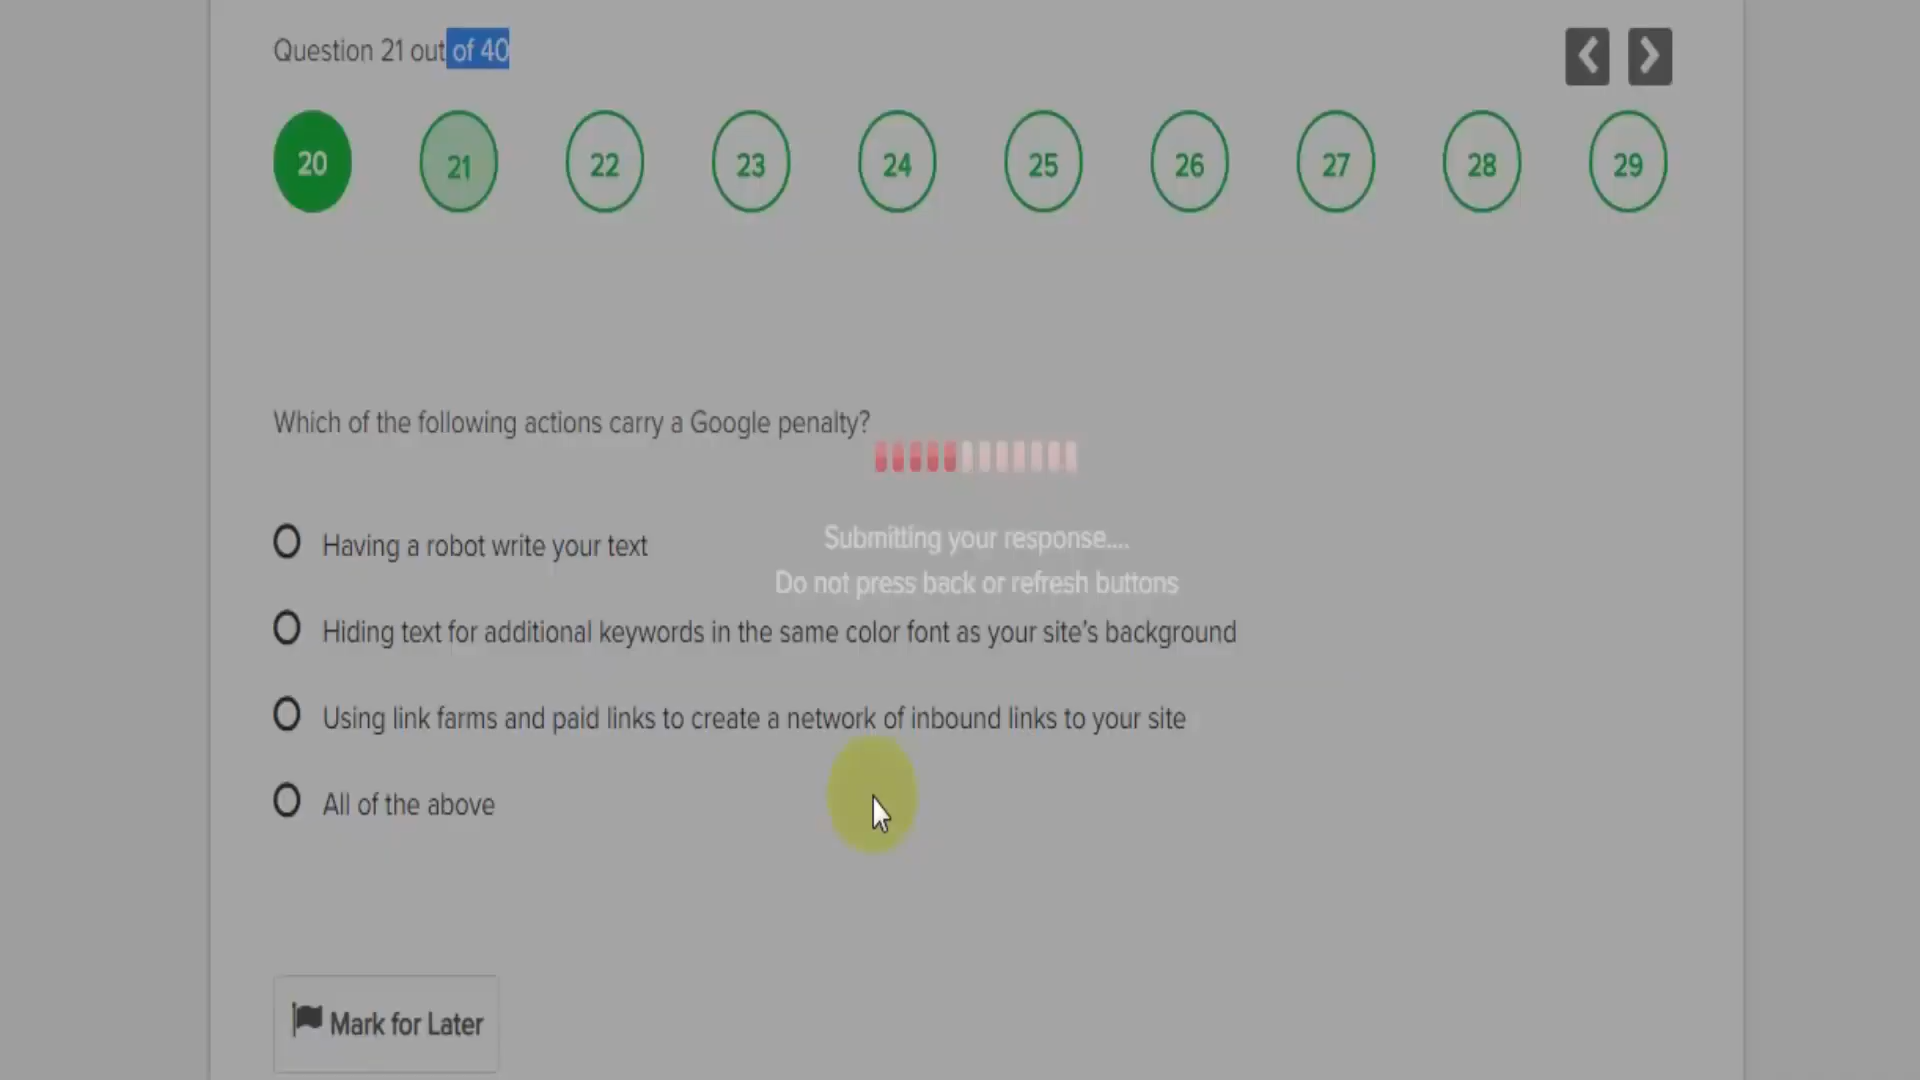 Question 21 out of 40
20 21 22 23 24 25 26 27 28 29
Which of the following actions carry a Google penalty?
Submitting your response....
Do not press back or refresh buttons
Having a robot write your text
Hiding text for additional keywords in the same color font as your site's background
Using link farms and paid links to create a network of inbound links to your site
All of the above
Mark for Later